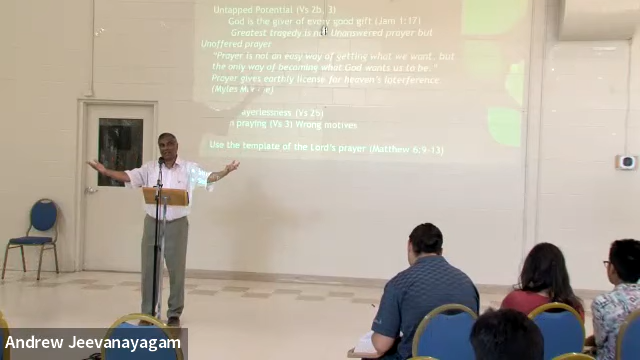 Untapped Potential (Vs 2b, 3)
God is the giver of every good gift (Jam 1:17)
Greatest tragedy is not Unanswered prayer but
Unoffered prayer
"Prayer is not an easy way of getting what we want, but
the only way of becoming what God wants us to be."
Prayer gives earthly license for heaven's interference
(Myles
(Vs 2b)
praying (Vs 3) Wrong motives
Use the template of the Lord's prayer (Matthew 6:9-13)
Andrew Jeevanayagam